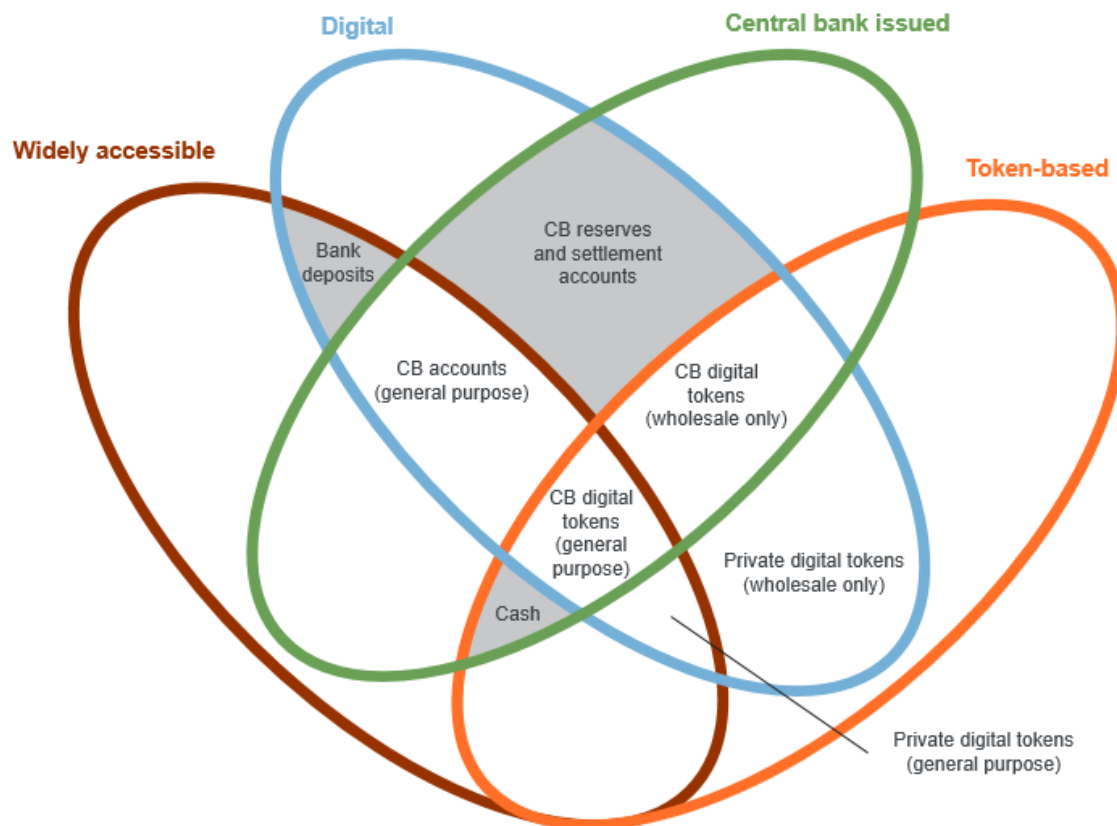 Digital
Central bank issued
Widely accessible
Token-based
Bank
deposits
CB reserves
and settlement
accounts
CB accounts
(general purpose)
CB digital
tokens
(wholesale only)
CB digital
tokens
(general
purpose)
Private digital tokens
(wholesale only)
Cash
Private digital tokens
(general purpose)